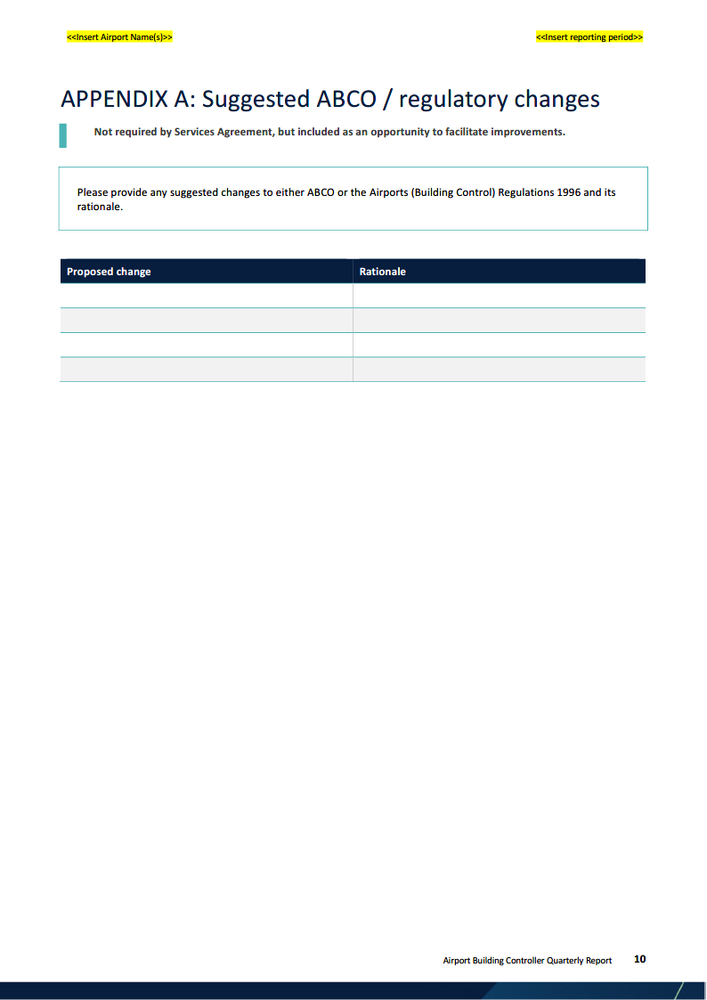 <<Insert Airport Name(s)>>
<<Insert reporting period>>
APPENDIX A: Suggested ABCO / regulatory changes
Not required by Services Agreement, but included as an opportunity to facilitate improvements.
Please provide any suggested changes to either ABCO or the Airports (Building Control) Regulations 1996 and its
rationale.
Proposed change
Rationale
Airport Building Controller Quarterly Report
10